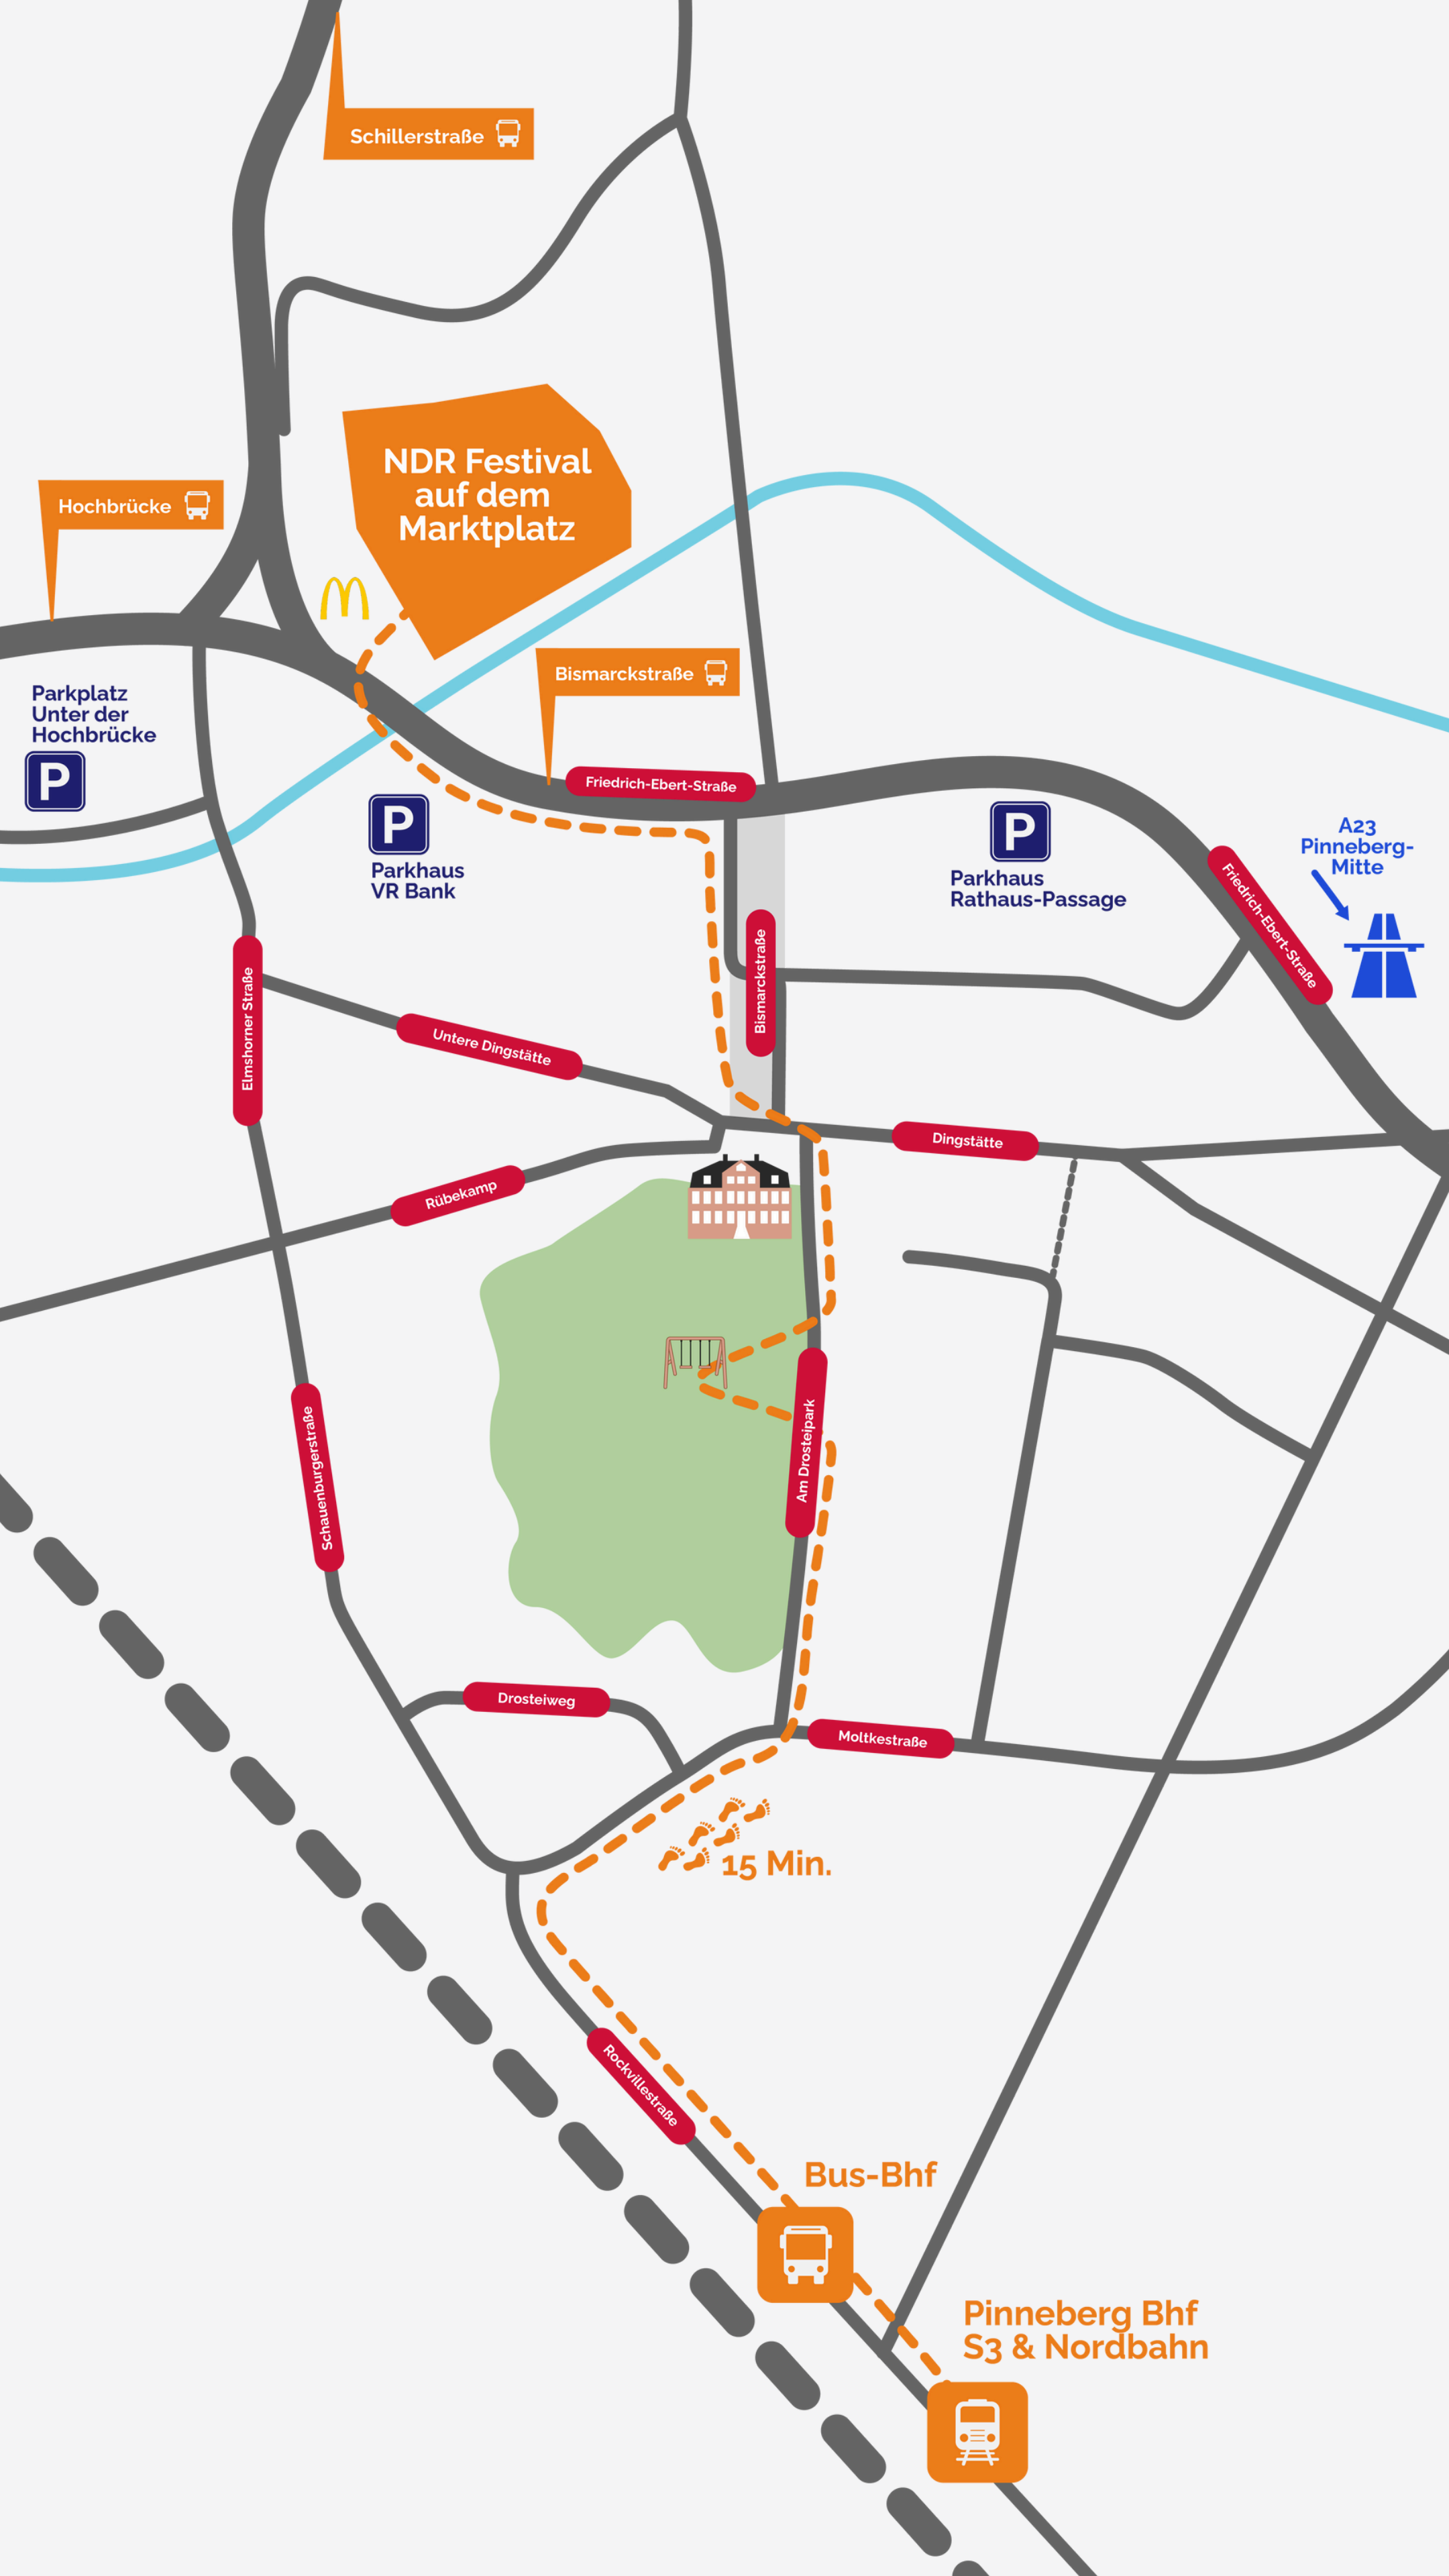 Schillerstraße
NDR Festival
auf dem
Marktplatz
Hochbrücke
Bismarckstraße
Parkplatz
Unter der
Hochbrücke
P
Friedrich-Ebert-Straße
P
Parkhaus
VR Bank
P
Parkhaus
Rathaus-Passage
A23
Pinneberg-
Mitte
Friedrich-Ebert-Straße
Bismarckstraße
Elmshorner Straße
Untere Dingstätte
Dingstätte
Rübekamp
Schauenburgerstraße
Am Drosteipark
Drosteiweg
Moltkestraße
15 Min.
Rockvillestraße
Bus-Bhf
Pinneberg Bhf
S3 & Nordbahn